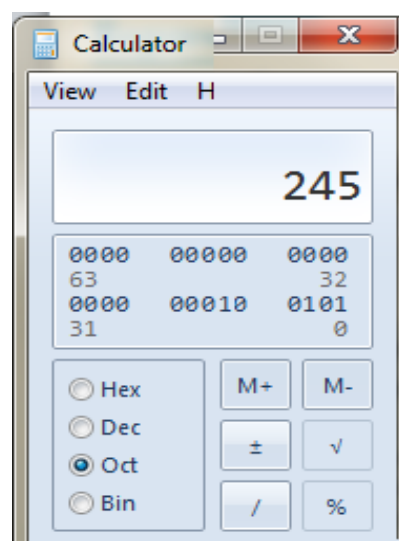 Calculator
View Edit H
245
0000 00000 0000
63 32
0000 00010 0101
31 0
Hex M+ M-
Dec
± √
Oct
Bin / %